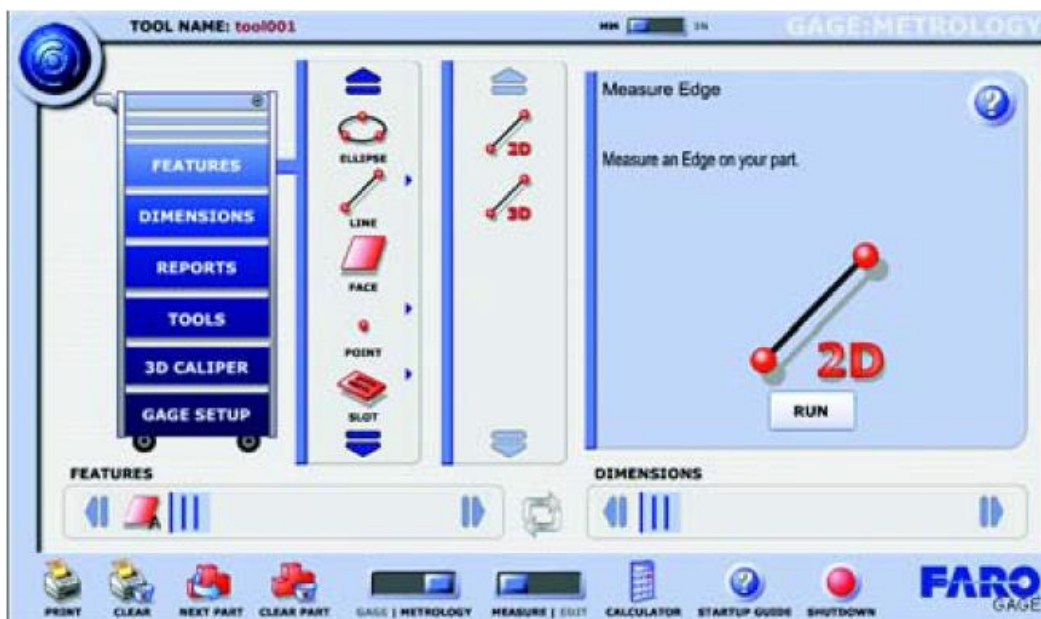 TOOL NAME: tool001
MM IN
GAGE:METROLOGY
FEATURES
DIMENSIONS
REPORTS
TOOLS
3D CALIPER
GAGE SETUP
ELLIPSE
LINE
FACE
POINT
SLOT
2D
3D
Measure Edge
?
Measure an Edge on your part.
2D
RUN
FEATURES
A
DIMENSIONS
PRINT
CLEAR
NEXT PART
CLEAR PART
GAGE | METROLOGY
MEASURE | EDIT
CALCULATOR
?
STARTUP GUIDE
SHUTDOWN
FARO
GAGE